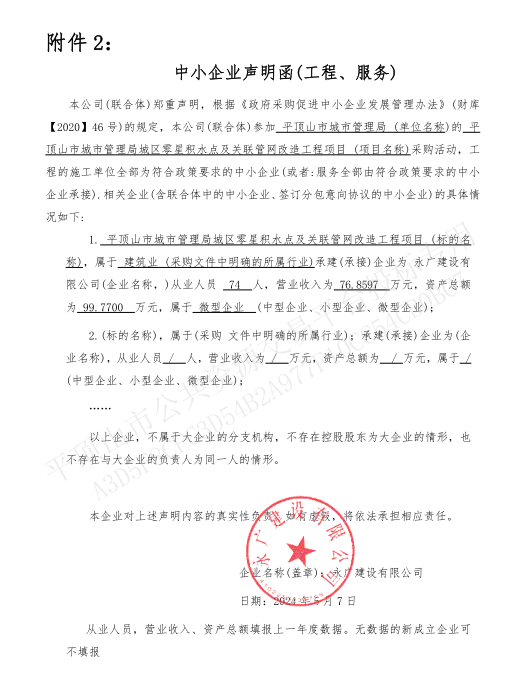 附件 2：
中小企业声明函(工程、服务)
本公司(联合体)郑重声明，根据《政府采购促进中小企业发展管理办法》(财库
【2020】46 号)的规定，本公司(联合体)参加 平顶山市城市管理局 (单位名称)的 平
顶山市城市管理局城区零星积水点及关联管网改造工程项目 (项目名称)采购活动，工
程的施工单位全部为符合政策要求的中小企业(或者:服务全部由符合政策要求的中小
企业承接).相关企业(含联合体中的中小企业、签订分包意向协议的中小企业)的具体情
况如下:
1. 平顶山市城市管理局城区零星积水点及关联管网改造工程项目 (标的名
称)，属于 建筑业 (采购文件中明确的所属行业)承建(承接)企业为 永广建设有
限公司(企业名称，)从业人员 74 人，营业收入为 76.8597 万元，资产总额
为 99.7700 万元，属于 微型企业 (中型企业、小型企业、微型企业)；
2.(标的名称)，属于(采购 文件中明确的所属行业)；承建(承接)企业为(企
业名称)，从业人员 / 人，营业收入为 / 万元，资产总额为 / 万元，属于 /
(中型企业、小型企业、微型企业)；
……
以上企业，不属于大企业的分支机构，不存在控股股东为大企业的情形，也
不存在与大企业的负责人为同一人的情形。
本企业对上述声明内容的真实性负责。如有虚假，将依法承担相应责任。
永广建设有限公司
企业名称(盖章)：永广建设有限公司
日期：2024 年 5 月 7 日
从业人员，营业收入、资产总额填报上一年度数据。无数据的新成立企业可
不填报